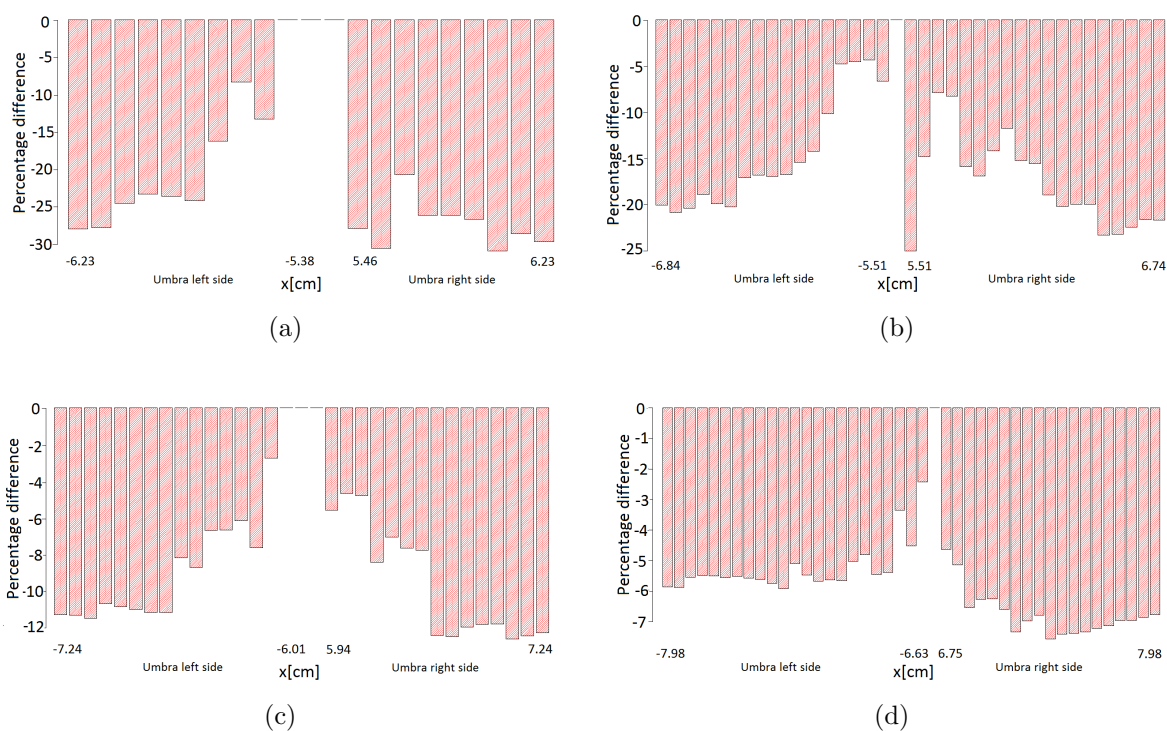 Percentage difference
0
-5
-10
-15
-20
-25
-30
-6.23
-5.38
5.46
6.23
Umbra left side
x[cm]
Umbra right side
(a)
Percentage difference
0
-5
-10
-15
-20
-25
-6.84
-5.51
5.51
6.74
Umbra left side
x[cm]
Umbra right side
(b)
Percentage difference
0
-2
-4
-6
-8
-10
-12
-7.24
-6.01
5.94
7.24
Umbra left side
x[cm]
Umbra right side
(c)
Percentage difference
0
-1
-2
-3
-4
-5
-6
-7
-7.98
-6.63
6.75
7.98
Umbra left side
x[cm]
Umbra right side
(d)